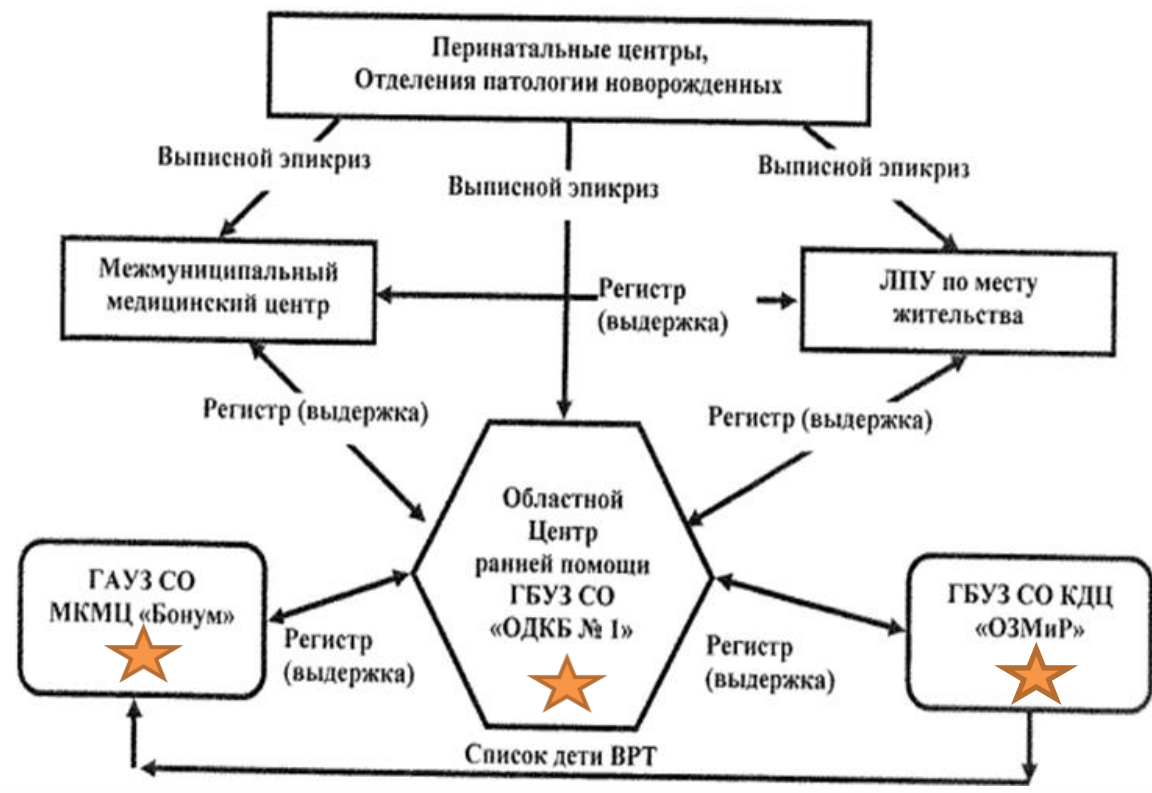 Перинатальные центры,
Отделения патологии новорожденных
Выписной эпикриз
Выписной эпикриз
Выписной эпикриз
Межмуниципальный
медицинский центр
Регистр
(выдержка)
ЛПУ по месту
жительства
Регистр (выдержка)
Регистр (выдержка)
Областной
Центр
ранней помощи
ГБУЗ СО
«ОДКБ № 1»
ГАУЗ СО
МКМЦ «Бонум»
ГБУЗ СО КДЦ
«ОЗМиР»
Регистр
(выдержка)
Регистр
(выдержка)
Список дети ВРТ